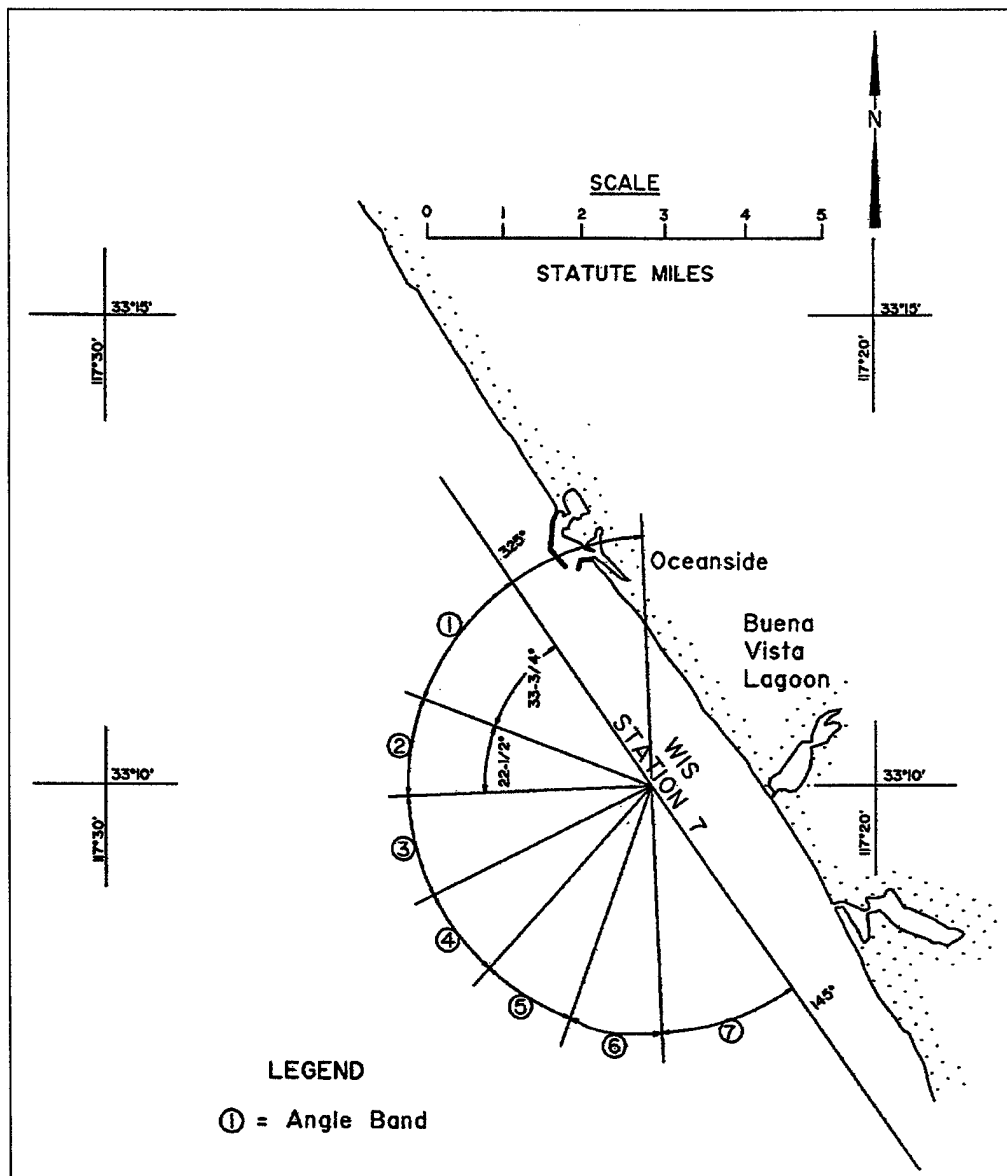 N
SCALE
0 1 2 3 4 5
STATUTE MILES
33°15'
117°30'
33°15'
117°20'
325°
Oceanside
①
33-3/4°
Buena
Vista
Lagoon
②
22-1/2°
WIS
STATION 7
33°10'
117°30'
33°10'
117°20'
③
④
⑤
⑥
⑦
145°
LEGEND
① = Angle Band